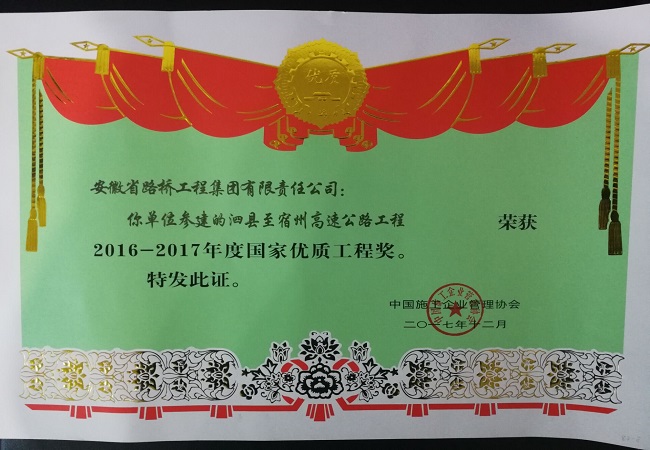 优质
安徽省路桥工程集团有限责任公司：
你单位参建的泗县至宿州高速公路工程 荣获
2016-2017年度国家优质工程奖。
特发此证。
中国施工企业管理协会
二〇一七年十二月